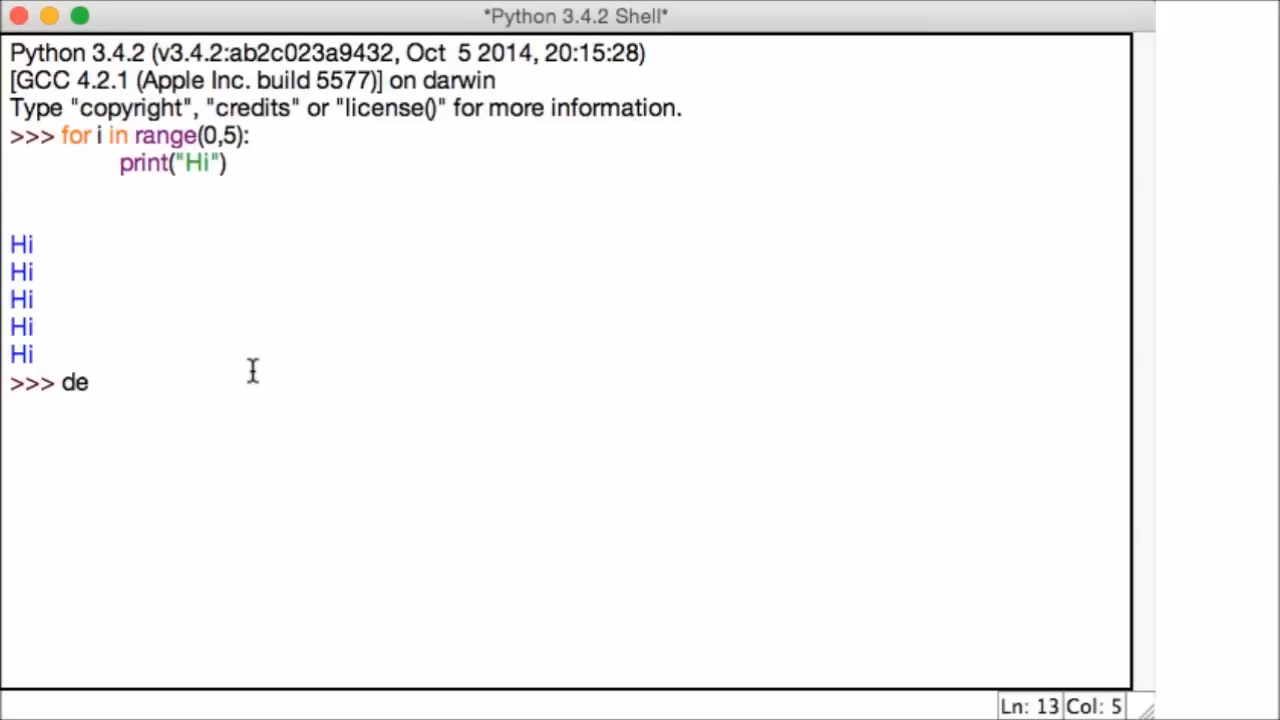 *Python 3.4.2 Shell*
Python 3.4.2 (v3.4.2:ab2c023a9432, Oct  5 2014, 20:15:28)
[GCC 4.2.1 (Apple Inc. build 5577)] on darwin
Type "copyright", "credits" or "license()" for more information.
>>> for i in range(0,5):
print("Hi")
Hi
Hi
Hi
Hi
Hi
>>> de
Ln: 13 Col: 5